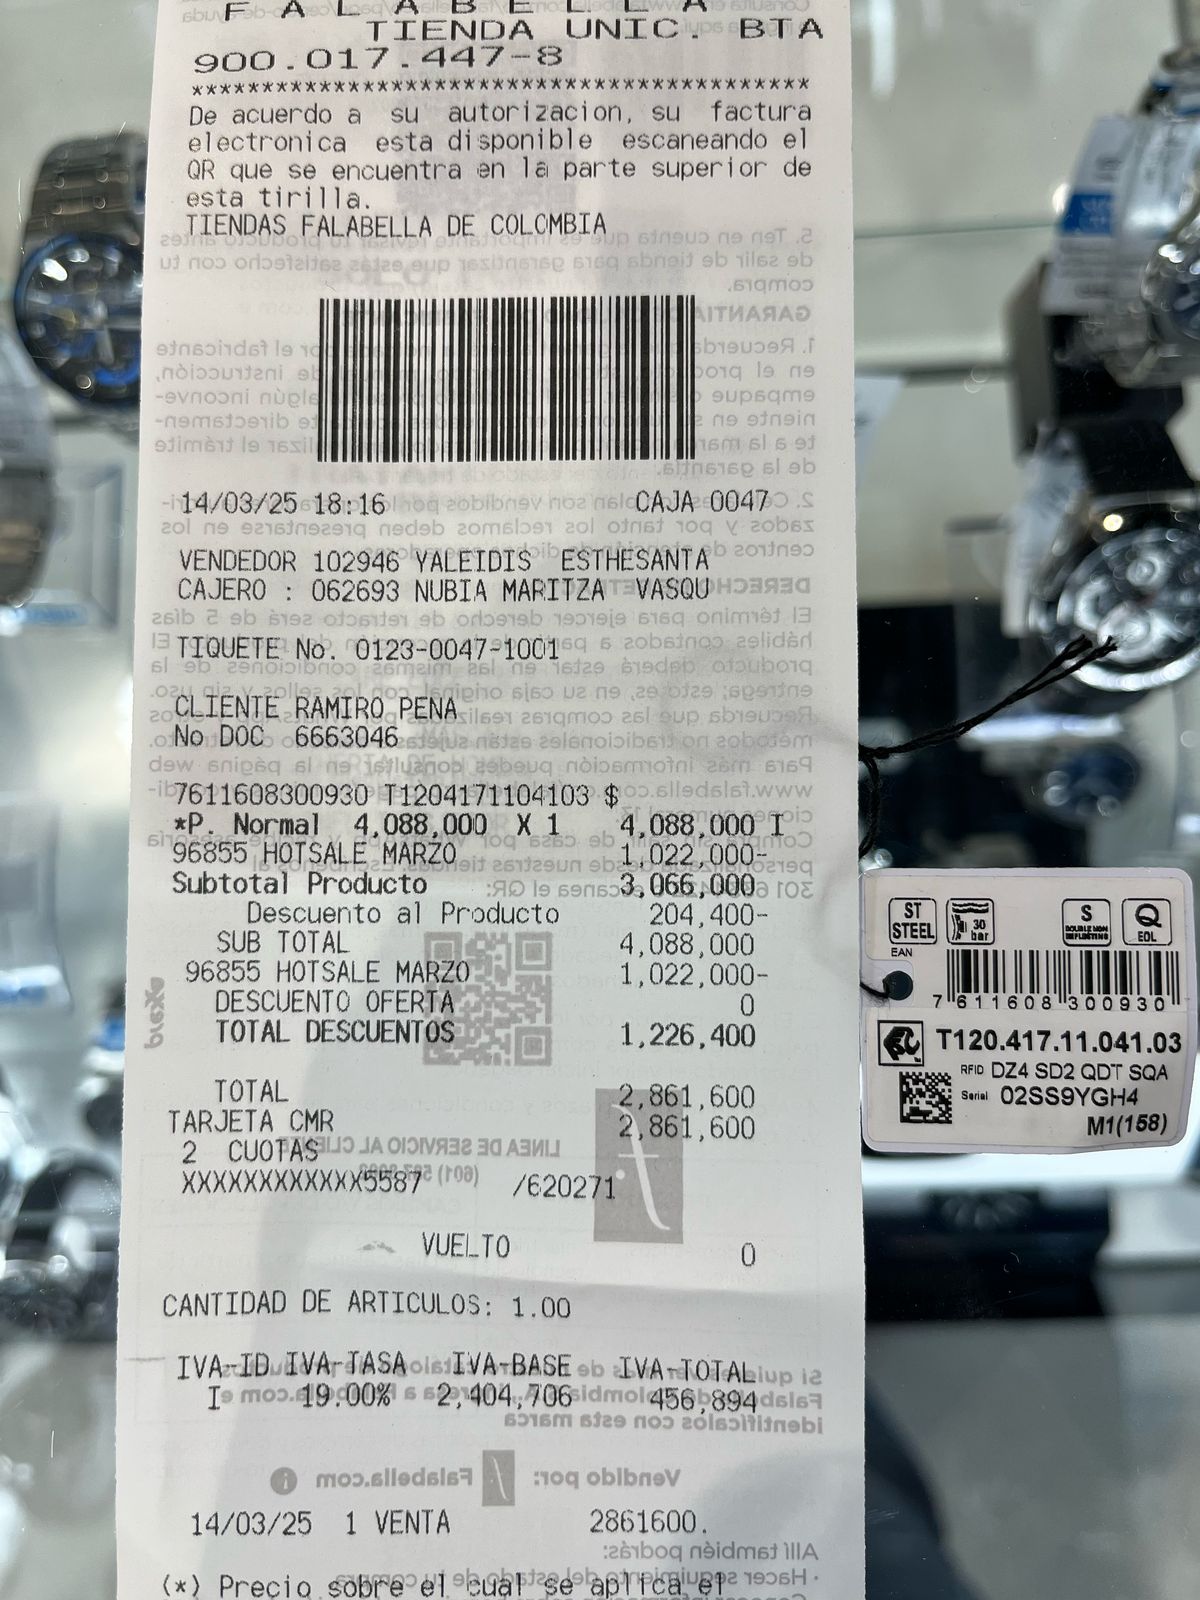 FALABELLA
TIENDA UNIC. BTA
900.017.447-8
********************************************
De acuerdo a su autorizacion, su factura
electronica esta disponible escaneando el
QR que se encuentra en la parte superior de
esta tirilla.
TIENDAS FALABELLA DE COLOMBIA
14/03/25 18:16 CAJA 0047
VENDEDOR 102946 YALEIDIS ESTHESANTA
CAJERO : 062693 NUBIA MARITZA VASQU
TIQUETE No. 0123-0047-1001
CLIENTE RAMIRO PENA
No DOC 6663046
7611608300930 T1204171104103 $
*P. Normal 4,088,000 X 1 4,088,000 I
96855 HOTSALE MARZO 1,022,000-
Subtotal Producto 3,066,000
Descuento al Producto 204,400-
SUB TOTAL 4,088,000
96855 HOTSALE MARZO 1,022,000-
DESCUENTO OFERTA 0
TOTAL DESCUENTOS 1,226,400
TOTAL 2,861,600
TARJETA CMR 2,861,600
2 CUOTAS
XXXXXXXXXXXX5587 /620271
VUELTO 0
CANTIDAD DE ARTICULOS: 1.00
IVA-ID IVA-TASA IVA-BASE IVA-TOTAL
I 19.00% 2,404,706 456,894
14/03/25 1 VENTA 2861600.
(*) Precio sobre el cual se aplica el
ST STEEL
30 bar
S
Q EOL
EAN
7 611608 300930
T120.417.11.041.03
RFID DZ4 SD2 QDT SQA
Serial 02SS9YGH4
M1(158)